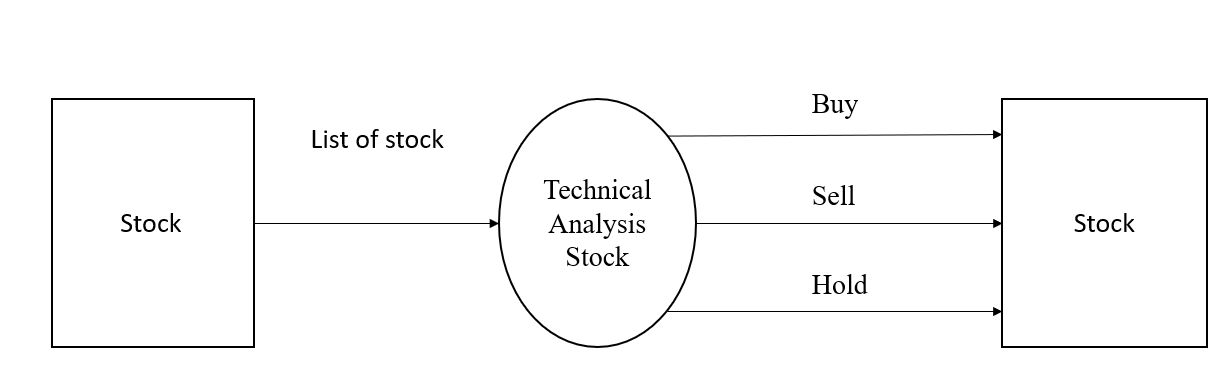 Stock
List of stock
Technical
Analysis
Stock
Buy
Sell
Hold
Stock